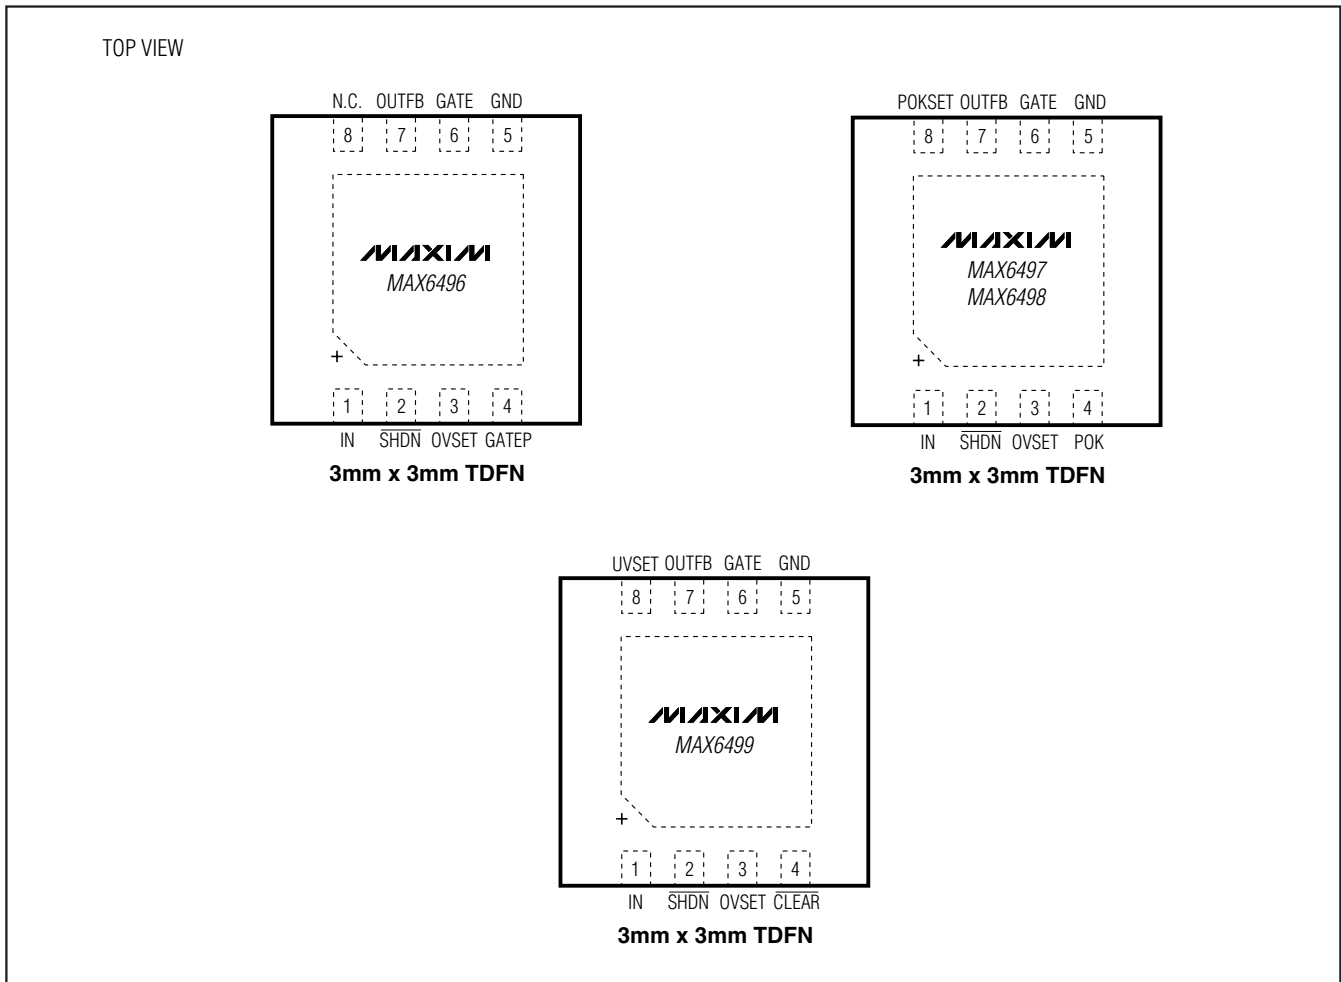 TOP VIEW
N.C. OUTFB GATE GND
8 7 6 5
MAXIM
MAX6496
+
1 2 3 4
IN SHDN OVSET GATEP
3mm x 3mm TDFN
POKSET OUTFB GATE GND
8 7 6 5
MAXIM
MAX6497
MAX6498
+
1 2 3 4
IN SHDN OVSET POK
3mm x 3mm TDFN
UVSET OUTFB GATE GND
8 7 6 5
MAXIM
MAX6499
+
1 2 3 4
IN SHDN OVSET CLEAR
3mm x 3mm TDFN